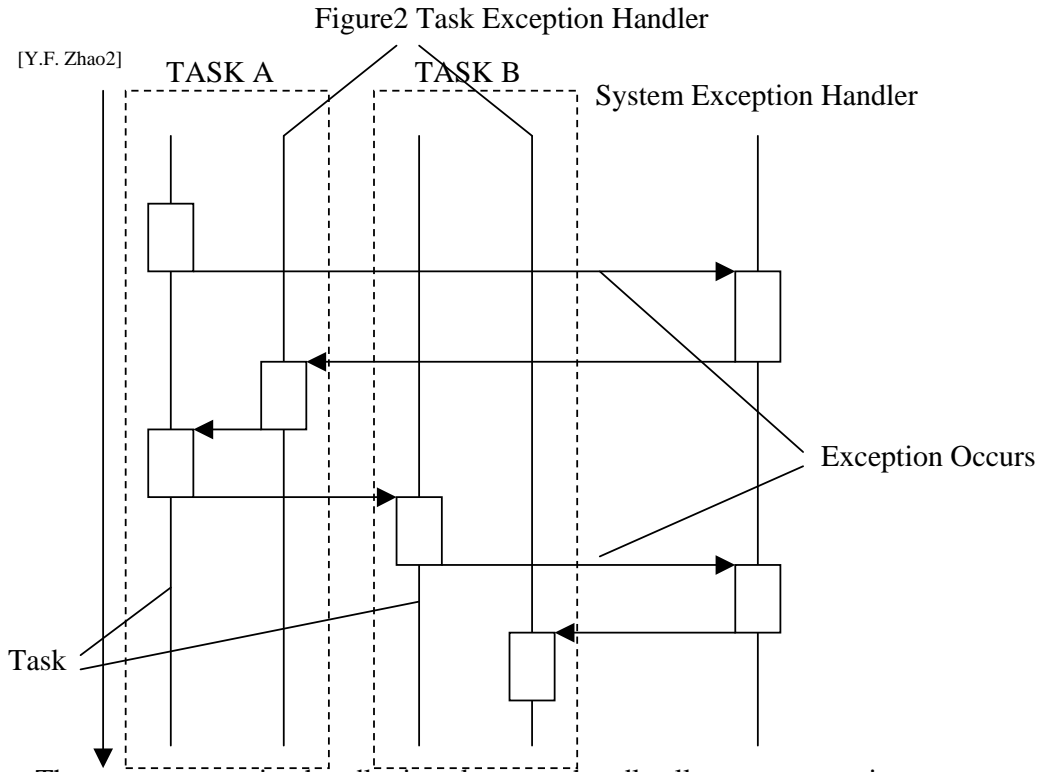 Figure2 Task Exception Handler
[Y.F. Zhao2]
TASK A
TASK B
System Exception Handler
Exception Occurs
Task